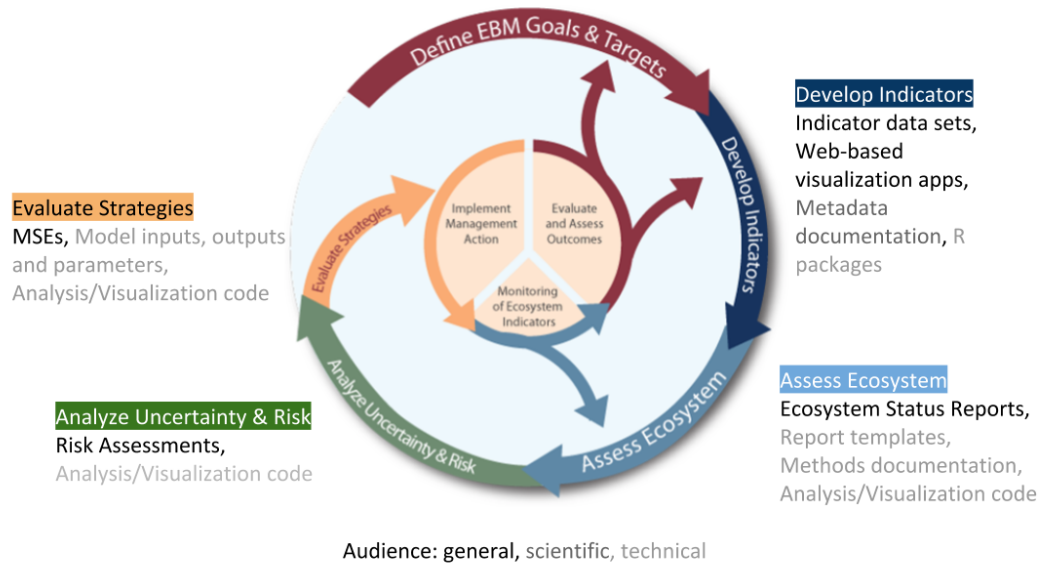 Define EBM Goals & Targets
Develop Indicators
Indicator data sets,
Web-based
visualization apps,
Metadata
documentation, R
packages
Develop Indicators
Evaluate Strategies
MSEs, Model inputs, outputs
and parameters,
Analysis/Visualization code
Evaluate Strategies
Implement
Management
Action
Evaluate
and Assess
Outcomes
Monitoring
of Ecosystem
Indicators
Analyze Uncertainty & Risk
Risk Assessments,
Analysis/Visualization code
Analyze Uncertainty & Risk
Assess Ecosystem
Assess Ecosystem
Ecosystem Status Reports,
Report templates,
Methods documentation,
Analysis/Visualization code
Audience: general, scientific, technical